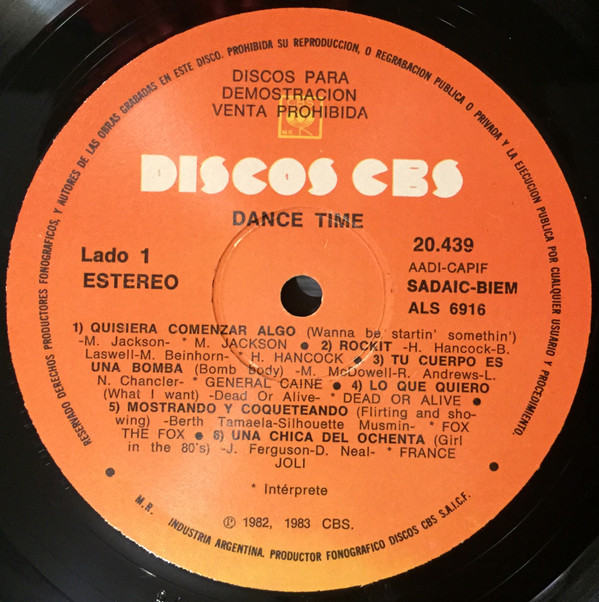 RESERVADO DERECHOS PRODUCTORES FONOGRAFICOS, Y AUTORES DE LAS OBRAS GRABADAS EN ESTE DISCO. PROHIBIDA SU REPRODUCCION, O REGRABACION PUBLICA O PRIVADA Y LA EJECUCION PUBLICA POR CUALQUIER USUARIO Y PROCEDIMIENTO.
DISCOS PARA
DEMOSTRACION
VENTA PROHIBIDA
CBS
M.R.
DISCOS CBS
DANCE TIME
Lado 1
ESTEREO
20.439
AADI-CAPIF
SADAIC-BIEM
ALS 6916
1) QUISIERA COMENZAR ALGO (Wanna be startin' somethin')
-M. Jackson- * M. JACKSON ● 2) ROCKIT -H. Hancock-B.
Laswell-M. Beinhorn- * H. HANCOCK ● 3) TU CUERPO ES
UNA BOMBA (Bomb body) -M. McDowell-R. Andrews-L.
N. Chancler- * GENERAL CAINE ● 4) LO QUE QUIERO
(What I want) -Dead Or Alive- * DEAD OR ALIVE ●
5) MOSTRANDO Y COQUETEANDO (Flirting and sho-
wing) -Berth Tamaela-Silhouette Musmin- * FOX
THE FOX ● 6) UNA CHICA DEL OCHENTA (Girl
in the 80's) -J. Ferguson-D. Neal- * FRANCE
JOLI
* Intérprete
℗ 1982, 1983 CBS.
M.R. INDUSTRIA ARGENTINA. PRODUCTOR FONOGRAFICO DISCOS CBS S.A.I.C.F.